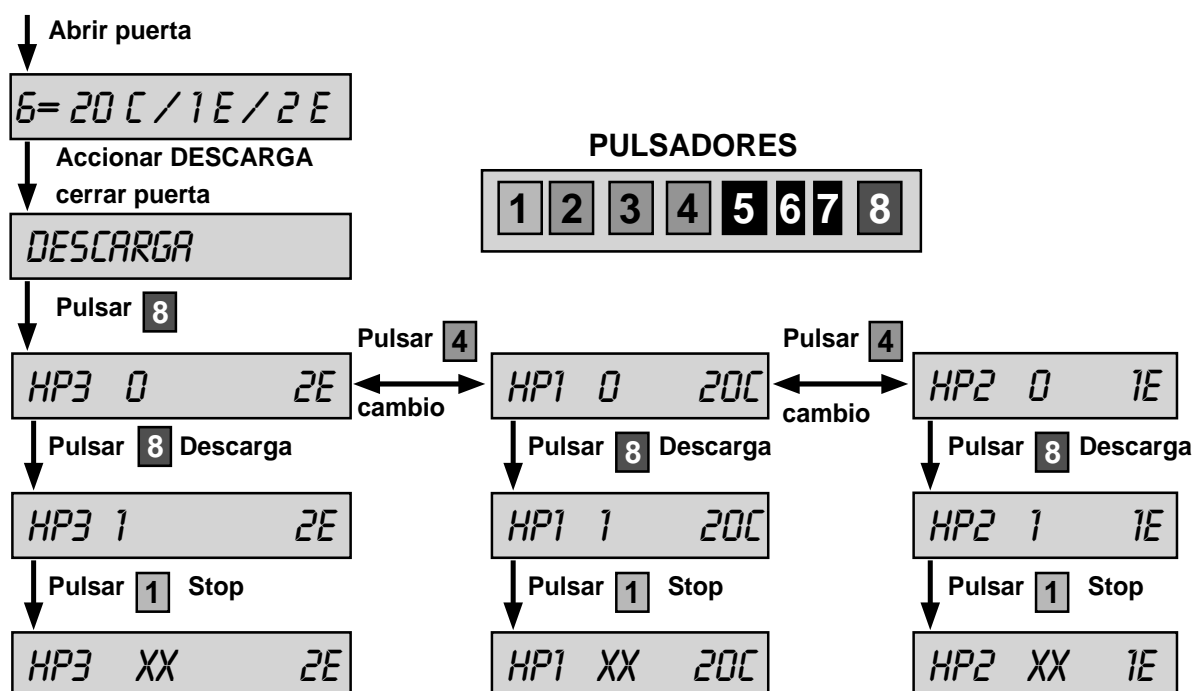 Abrir puerta
6= 20 C / 1 E / 2 E
Accionar DESCARGA
cerrar puerta
PULSADORES
1 2 3 4 5 6 7 8
DESCARGA
Pulsar 8
Pulsar 4
Pulsar 4
HP3 0 2E
cambio
HP1 0 20C
cambio
HP2 0 1E
Pulsar 8 Descarga
Pulsar 8 Descarga
Pulsar 8 Descarga
HP3 1 2E
HP1 1 20C
HP2 1 1E
Pulsar 1 Stop
Pulsar 1 Stop
Pulsar 1 Stop
HP3 XX 2E
HP1 XX 20C
HP2 XX 1E